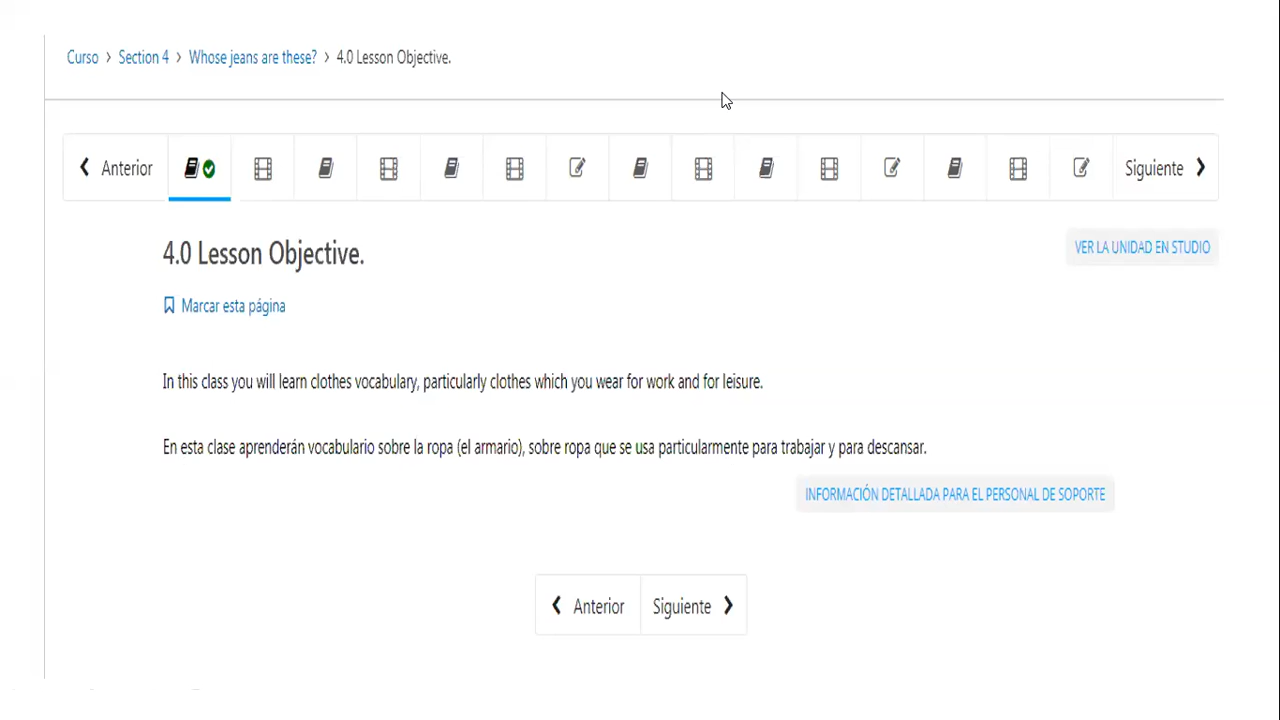 Curso > Section 4 > Whose jeans are these? > 4.0 Lesson Objective.
Anterior Siguiente
4.0 Lesson Objective.
VER LA UNIDAD EN STUDIO
Marcar esta página
In this class you will learn clothes vocabulary, particularly clothes which you wear for work and for leisure.
En esta clase aprenderán vocabulario sobre la ropa (el armario), sobre ropa que se usa particularmente para trabajar y para descansar.
INFORMACIÓN DETALLADA PARA EL PERSONAL DE SOPORTE
Anterior Siguiente